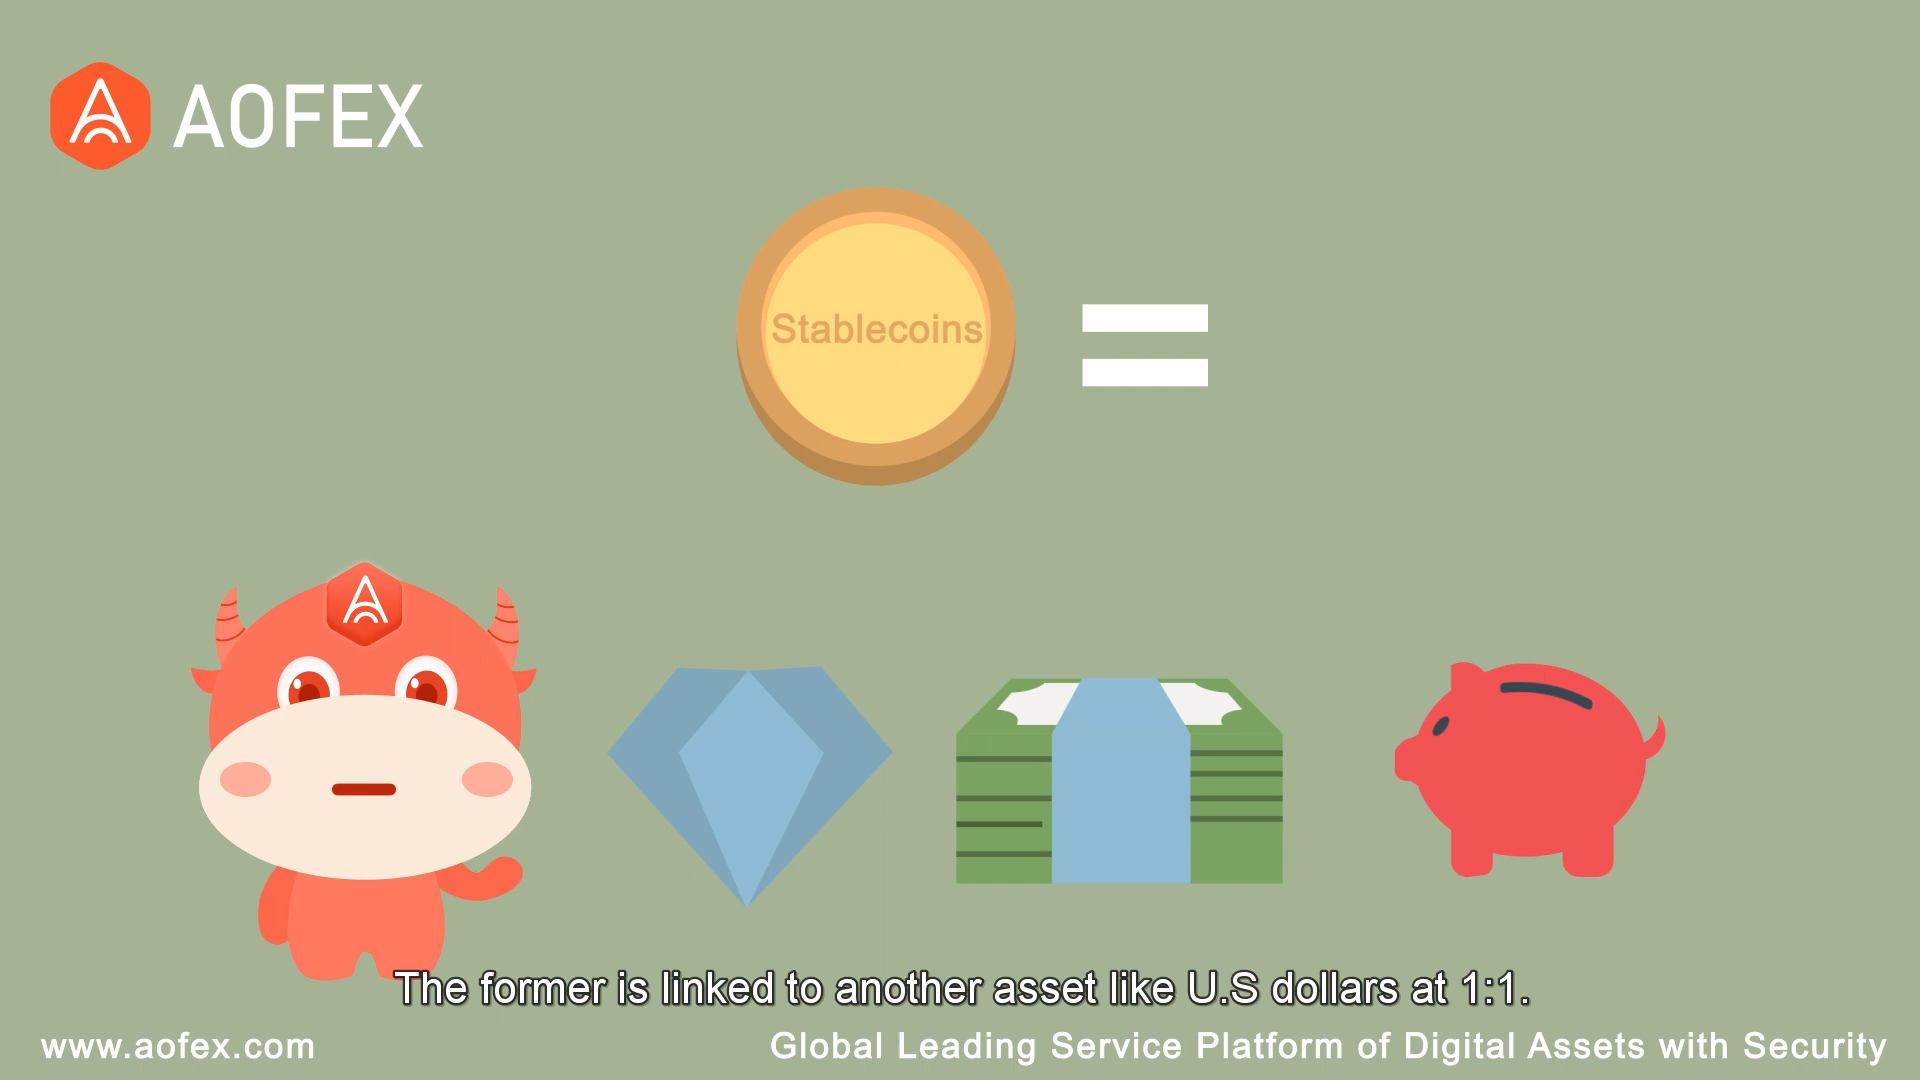 AOFEX
Stablecoins
The former is linked to another asset like U.S dollars at 1:1.
www.aofex.com
Global Leading Service Platform of Digital Assets with Security